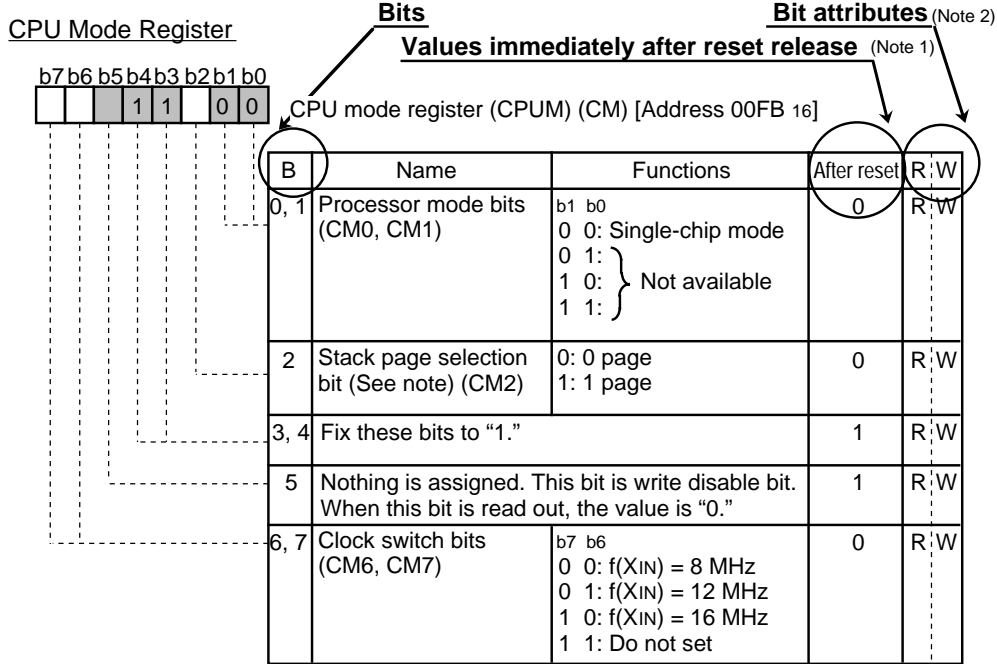 Bits
Bit attributes (Note 2)
CPU Mode Register
Values immediately after reset release (Note 1)
b7 b6 b5 b4 b3 b2 b1 b0
1 1 0 0
CPU mode register (CPUM) (CM) [Address 00FB 16]
B Name Functions After reset R W
0, 1 Processor mode bits b1 b0 0 R W
(CM0, CM1) 0 0: Single-chip mode
0 1:
1 0: Not available
1 1:
2 Stack page selection 0: 0 page 0 R W
bit (See note) (CM2) 1: 1 page
3, 4 Fix these bits to “1.” 1 R W
5 Nothing is assigned. This bit is write disable bit. 1 R W
When this bit is read out, the value is “0.”
6, 7 Clock switch bits b7 b6 0 R W
(CM6, CM7) 0 0: f(XIN) = 8 MHz
0 1: f(XIN) = 12 MHz
1 0: f(XIN) = 16 MHz
1 1: Do not set